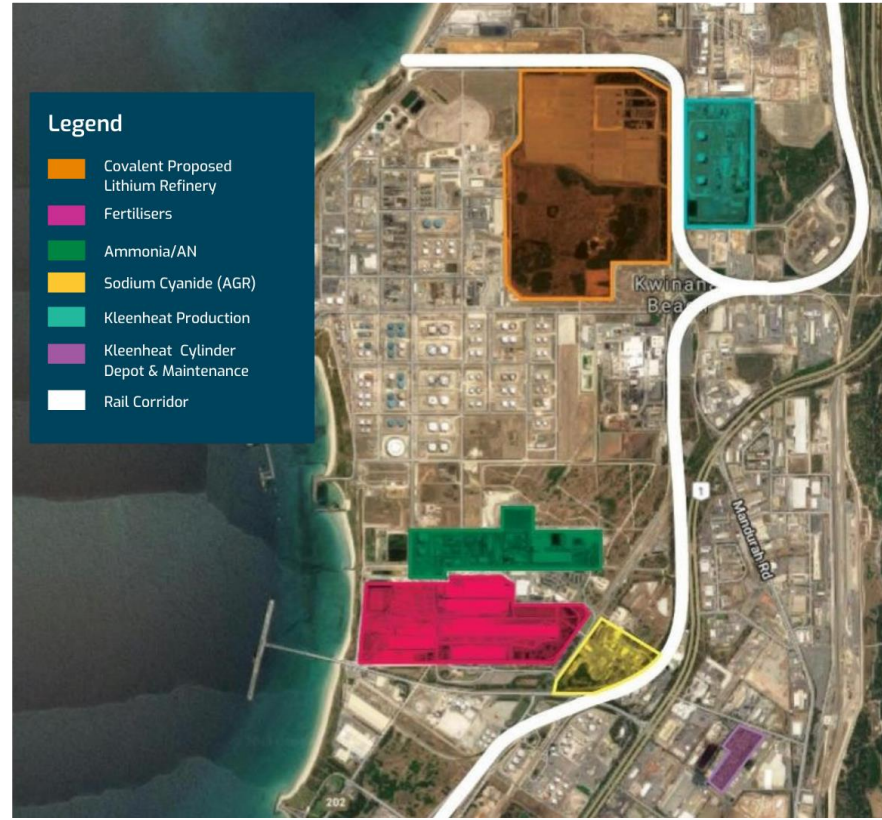 Legend
Covalent Proposed
Lithium Refinery
Fertilisers
Ammonia/AN
Sodium Cyanide (AGR)
Kleenheat Production
Kleenheat Cylinder
Depot & Maintenance
Rail Corridor
Kwinana
Beach
1
Mandurah Rd
202